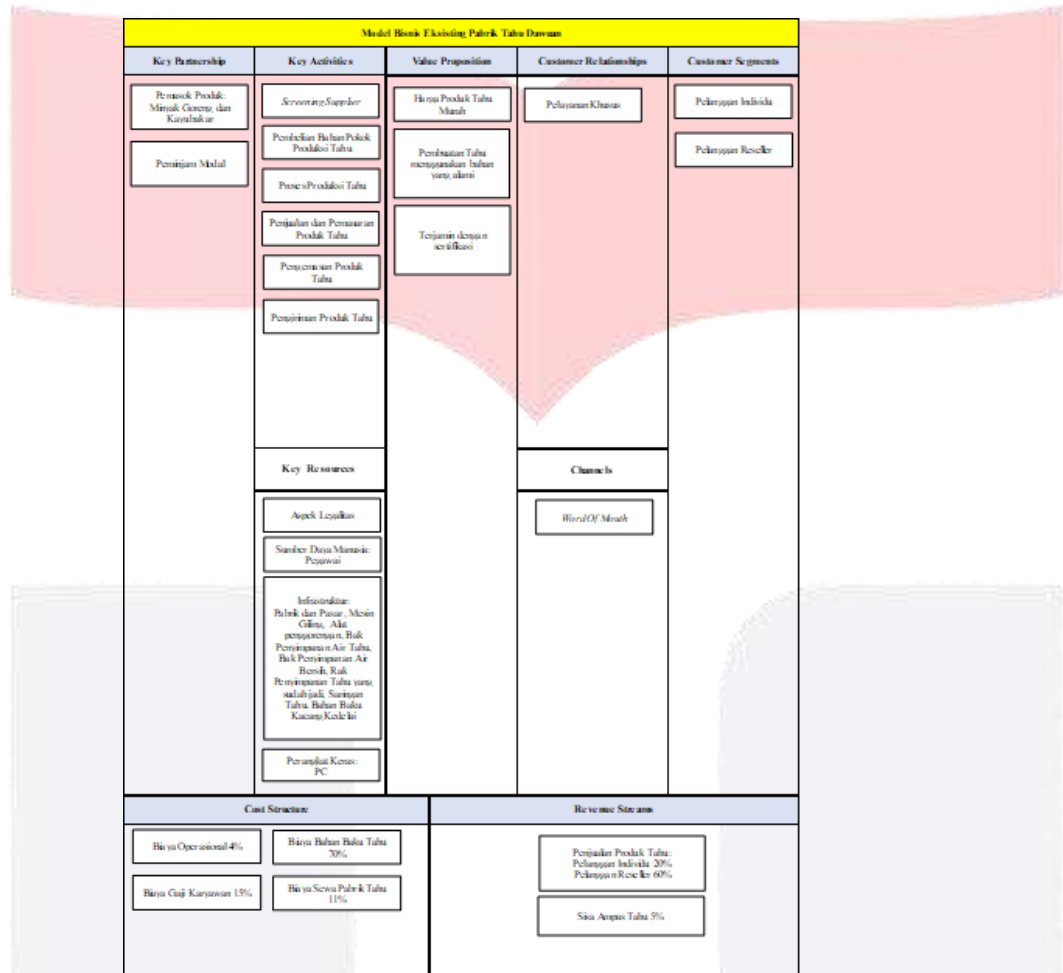 Model Bisnis Eksisting Pabrik Tahu Dawuan
Key Partnership
Key Activities
Value Proposition
Customer Relationships
Customer Segments
Pemasok Produk:
Minyak Goreng, dan
Kayubakar
Peminjam Modal
Screening Supplier
Pembelian Bahan Pokok
Produksi Tahu
Proses Produksi Tahu
Penjualan dan Pemasaran
Produk Tahu
Pengemasan Produk
Tahu
Pengiriman Produk Tahu
Harga Produk Tahu
Murah
Pembuatan Tahu
menggunakan bahan
yang alami
Terjamin dengan
sertifikasi
Pelayanan Khusus
Pelanggan Individu
Pelanggan Reseller
Key Resources
Channels
Aspek Legalitas
Sumber Daya Manusia:
Pegawai
Infrastruktur:
Pabrik dan Pasar, Mesin
Giling, Alat
penggorengan, Bak
Penyimpanan Air Tahu,
Bak Penyimpanan Air
Bersih, Rak
Penyimpanan Tahu yang
sudah jadi, Saringan
Tahu, Bahan Baku
Kacang Kedelai
Perangkat Keras:
PC
Word Of Mouth
Cost Structure
Revenue Streams
Biaya Operasional 4%
Biaya Bahan Baku Tahu
70%
Biaya Gaji Karyawan 15%
Biaya Sewa Pabrik Tahu
11%
Penjualan Produk Tahu:
Pelanggan Individu 20%
Pelanggan Reseller 60%
Sisa Ampas Tahu 5%